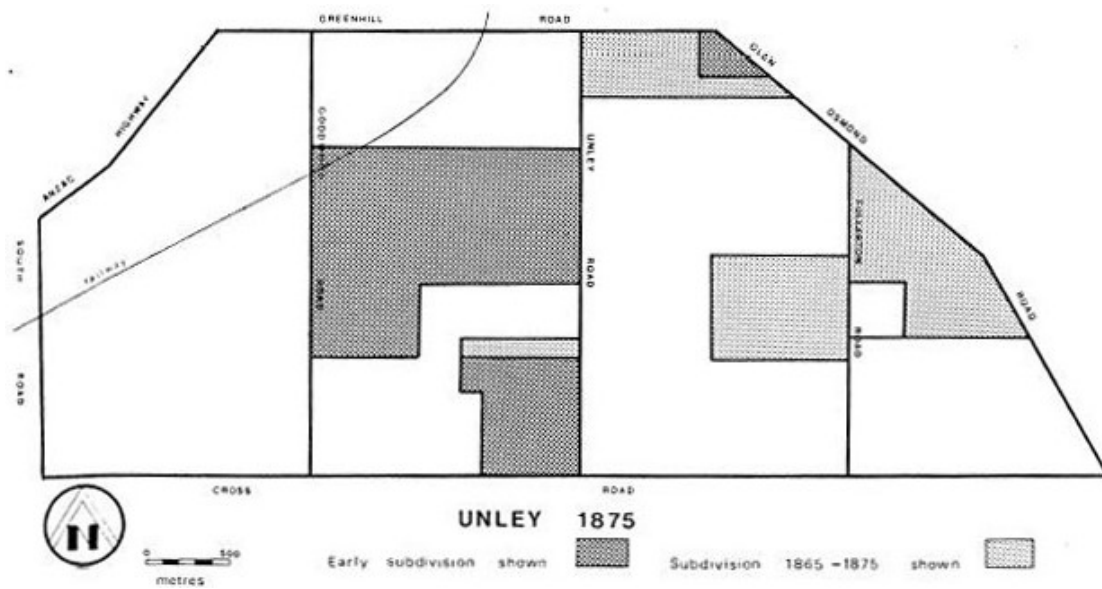 GREENHILL ROAD
GLEN
OSMOND
ROAD
ANZAC
HIGHWAY
GOODWOOD
ROAD
UNLEY
ROAD
FULLARTON
ROAD
SOUTH
ROAD
railway
CROSS ROAD
UNLEY 1875
N
0 500
metres
Early subdivision shown
Subdivision 1865-1875 shown